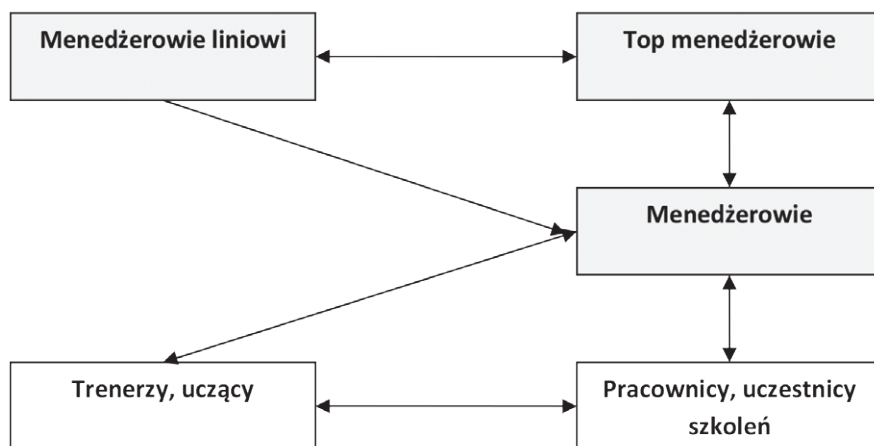 Menedżerowie liniowi
Top menedżerowie
Menedżerowie
Trenerzy, uczący
Pracownicy, uczestnicy
szkoleń